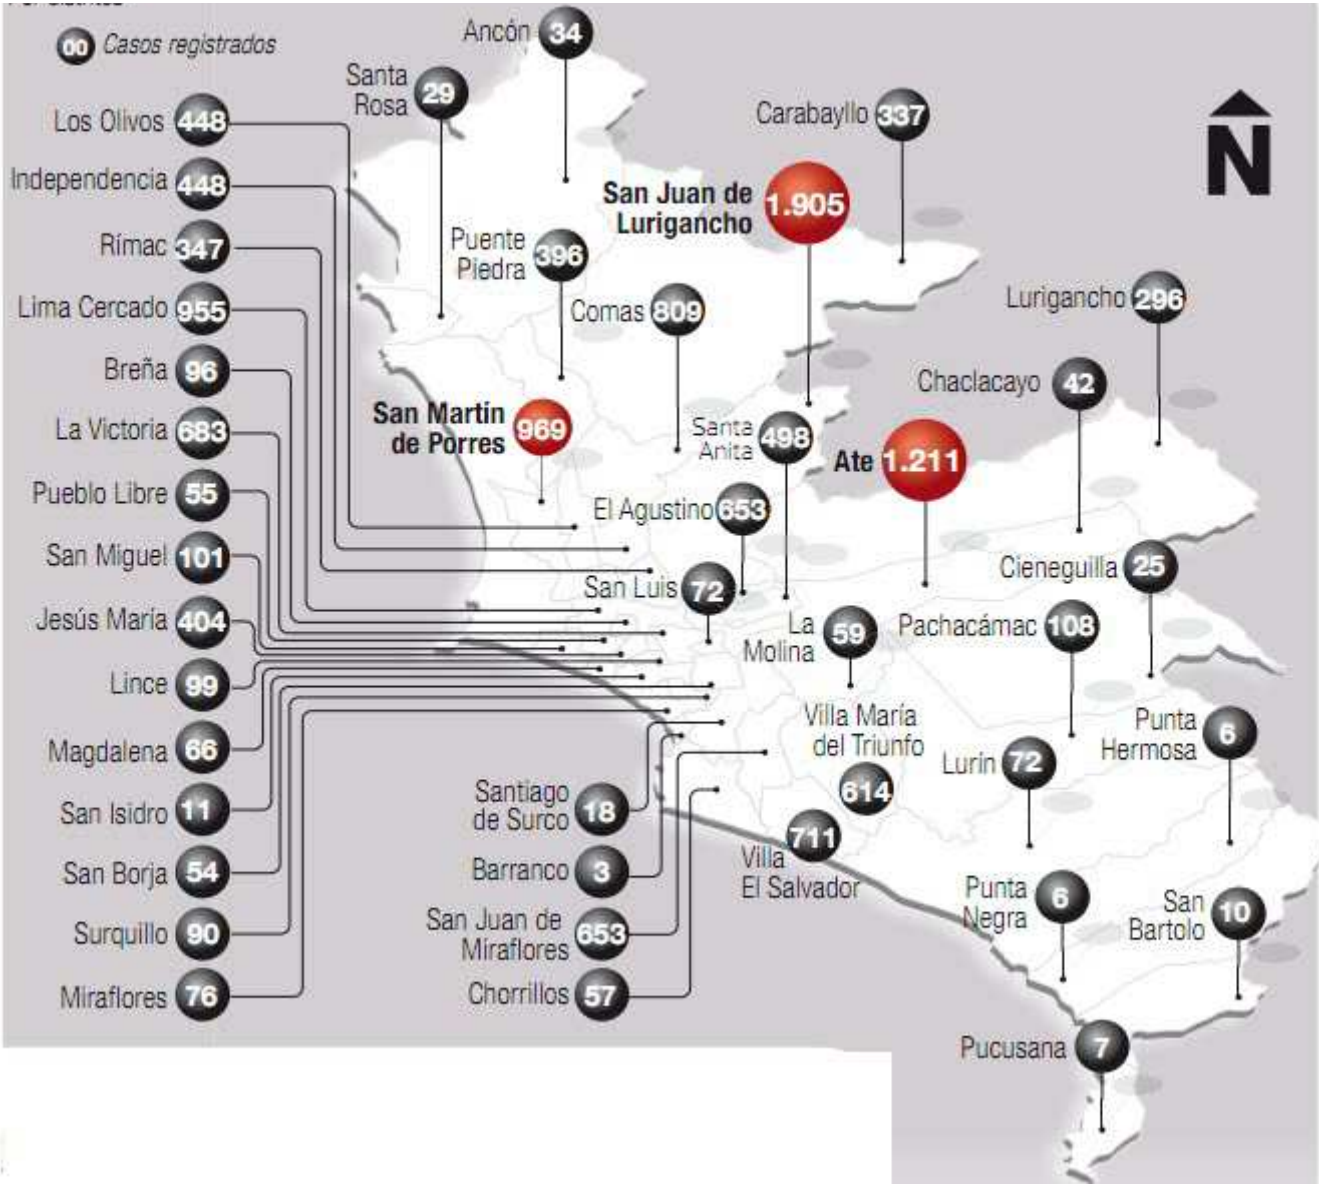 00 Casos registrados
Ancón 34
Santa
Rosa 29
Los Olivos 448
Independencia 448
Rímac 347
Lima Cercado 955
Breña 96
La Victoria 683
Pueblo Libre 55
San Miguel 101
Jesús María 404
Lince 99
Magdalena 66
San Isidro 11
San Borja 54
Surquillo 90
Miraflores 76
Carabayllo 337
San Juan de
Lurigancho 1.905
Puente
Piedra 396
Comas 809
Lurigancho 296
Chaclacayo 42
San Martín
de Porres 969
Santa
Anita 498
Ate 1.211
El Agustino 653
San Luis 72
Cieneguilla 25
La
Molina 59
Pachacámac 108
Villa María
del Triunfo
614
Lurín 72
Punta
Hermosa 6
Santiago
de Surco 18
Barranco 3
San Juan de
Miraflores 653
Chorrillos 57
711
Villa
El Salvador
Punta
Negra 6
San
Bartolo 10
Pucusana 7
N